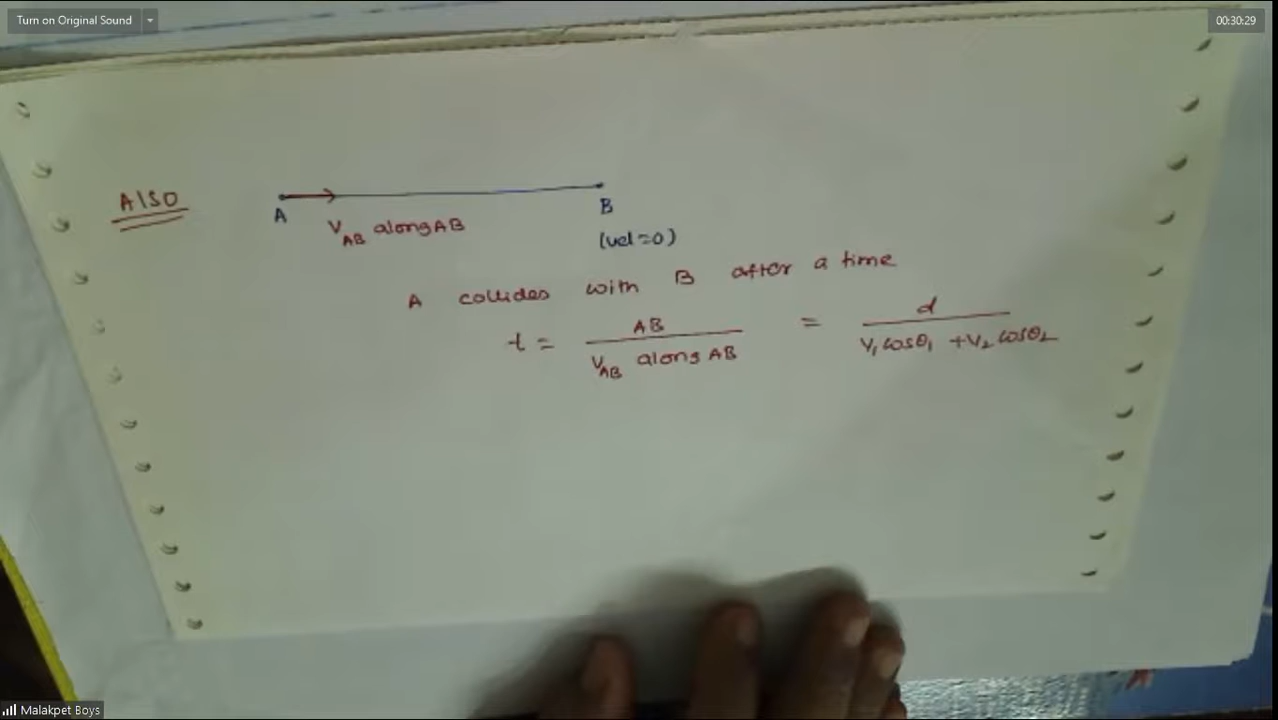 Turn on Original Sound
00:30:29
ALSO
A
V_AB along AB
B
(vel=0)
A collides with B after a time
t = AB / V_AB along AB = d / V₁cosθ₁ + V₂cosθ₂
Malakpet Boys